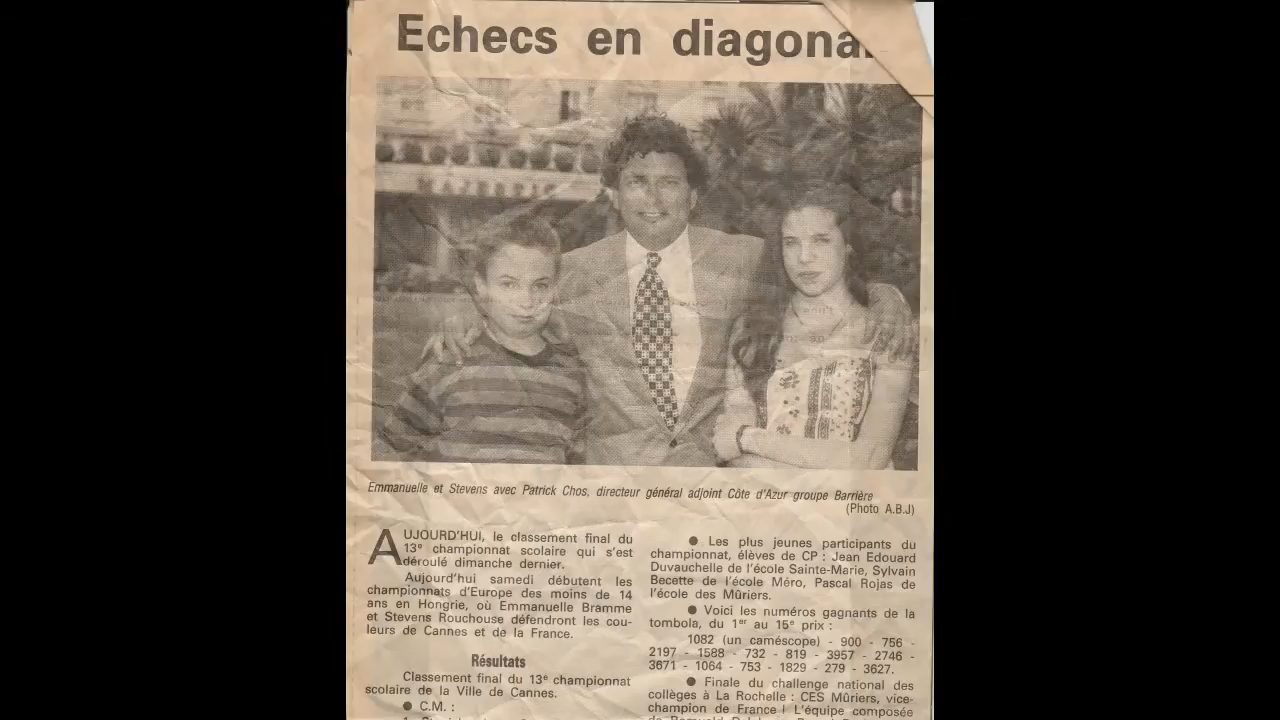 Echecs en diagonal
Emmanuelle et Stevens avec Patrick Chos, directeur général adjoint Côte d'Azur groupe Barrière
(Photo A.B.J)
AUJOURD'HUI, le classement final du
13e championnat scolaire qui s'est
déroulé dimanche dernier.
Aujourd'hui samedi débutent les
championnats d'Europe des moins de 14
ans en Hongrie, où Emmanuelle Bramme
et Stevens Rouchouse défendront les cou-
leurs de Cannes et de la France.
Résultats
Classement final du 13e championnat
scolaire de la Ville de Cannes.
● C.M. :
● Les plus jeunes participants du
championnat, élèves de CP : Jean Edouard
Duvauchelle de l'école Sainte-Marie, Sylvain
Becette de l'école Méro, Pascal Rojas de
l'école des Mûriers.
● Voici les numéros gagnants de la
tombola, du 1er au 15e prix :
1082 (un caméscope) - 900 - 756 -
2197 - 1588 - 732 - 819 - 3957 - 2746 -
3671 - 1064 - 753 - 1829 - 279 - 3627.
● Finale du challenge national des
collèges à La Rochelle : CES Mûriers, vice-
champion de France ! L'équipe composée